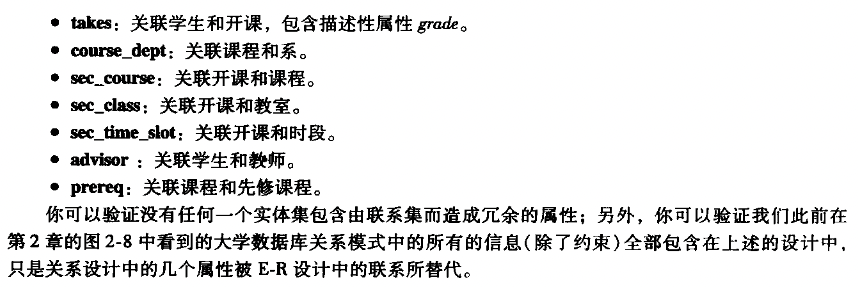 ● takes：关联学生和开课，包含描述性属性 grade。
● course_dept：关联课程和系。
● sec_course：关联开课和课程。
● sec_class：关联开课和教室。
● sec_time_slot：关联开课和时段。
● advisor ：关联学生和教师。
● prereq：关联课程和先修课程。
你可以验证没有任何一个实体集包含由联系集而造成冗余的属性；另外，你可以验证我们此前在
第 2 章的图 2-8 中看到的大学数据库关系模式中的所有的信息（除了约束）全部包含在上述的设计中，
只是关系设计中的几个属性被 E-R 设计中的联系所替代。